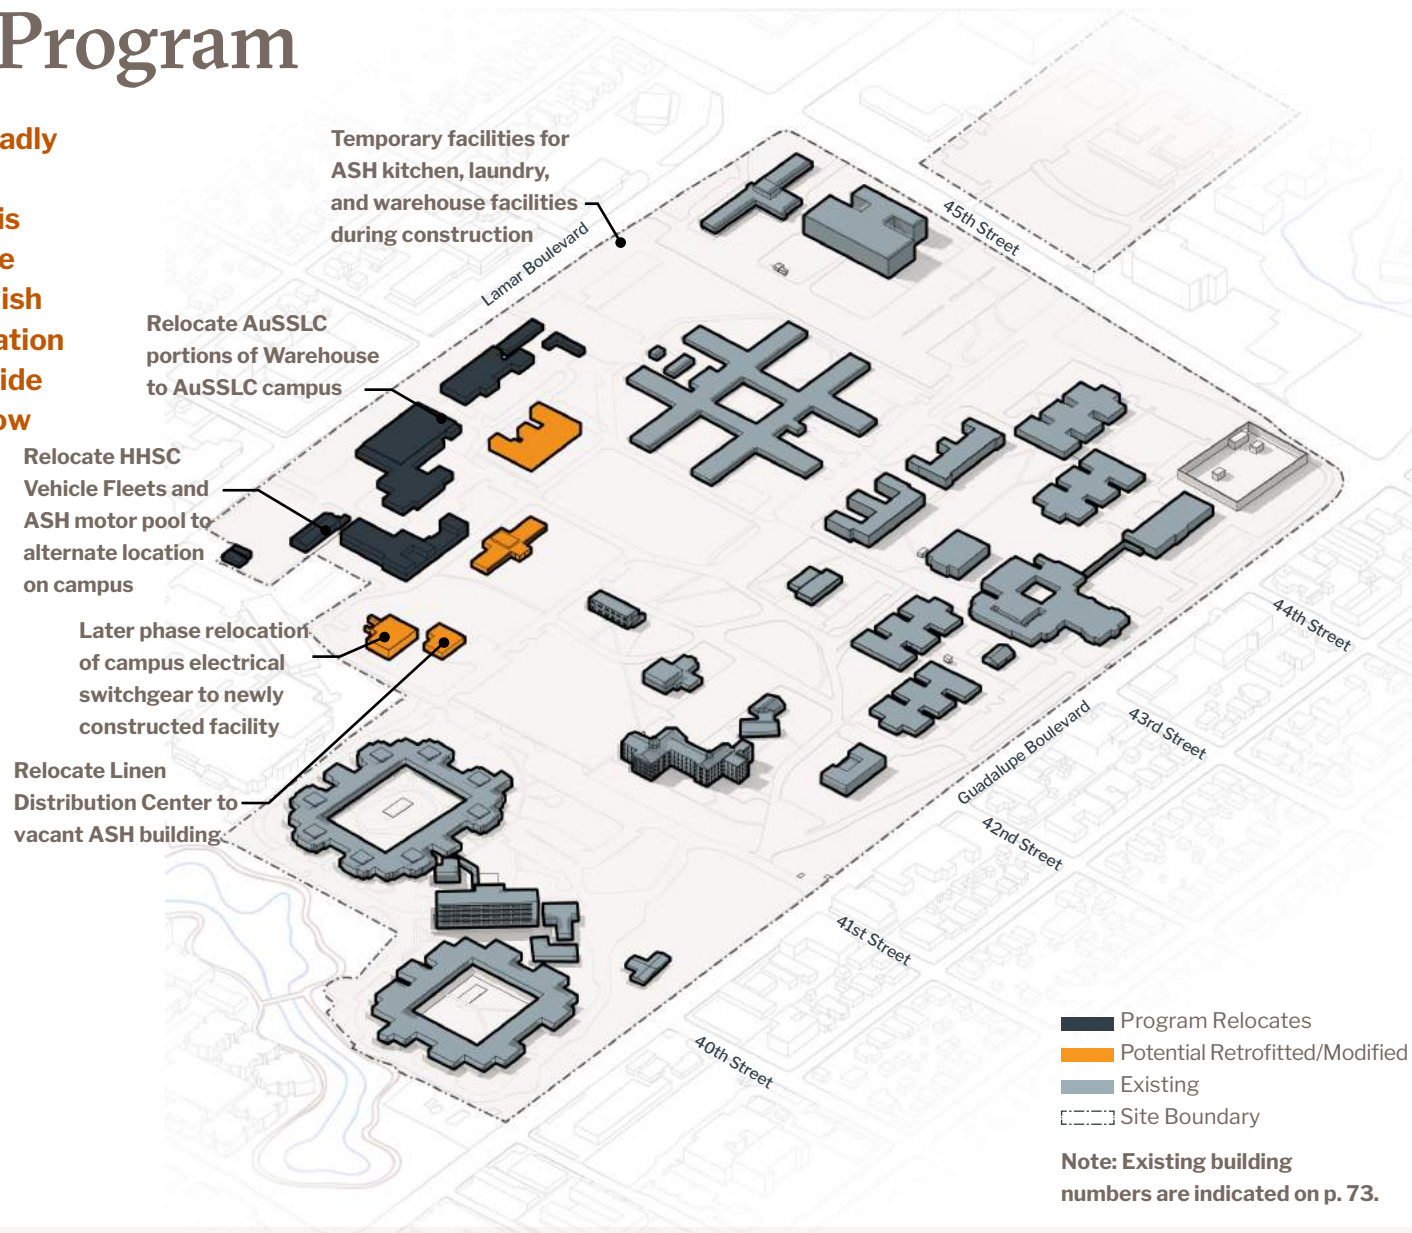 Program
adly
is
e
ish
ation
ide
ow
Temporary facilities for
ASH kitchen, laundry,
and warehouse facilities
during construction
Relocate AuSSLC
portions of Warehouse
to AuSSLC campus
Relocate HHSC
Vehicle Fleets and
ASH motor pool to
alternate location
on campus
Later phase relocation
of campus electrical
switchgear to newly
constructed facility
Relocate Linen
Distribution Center to
vacant ASH building
Lamar Boulevard
45th Street
44th Street
43rd Street
Guadalupe Boulevard
42nd Street
41st Street
40th Street
Program Relocates
Potential Retrofitted/Modified
Existing
Site Boundary
Note: Existing building
numbers are indicated on p. 73.